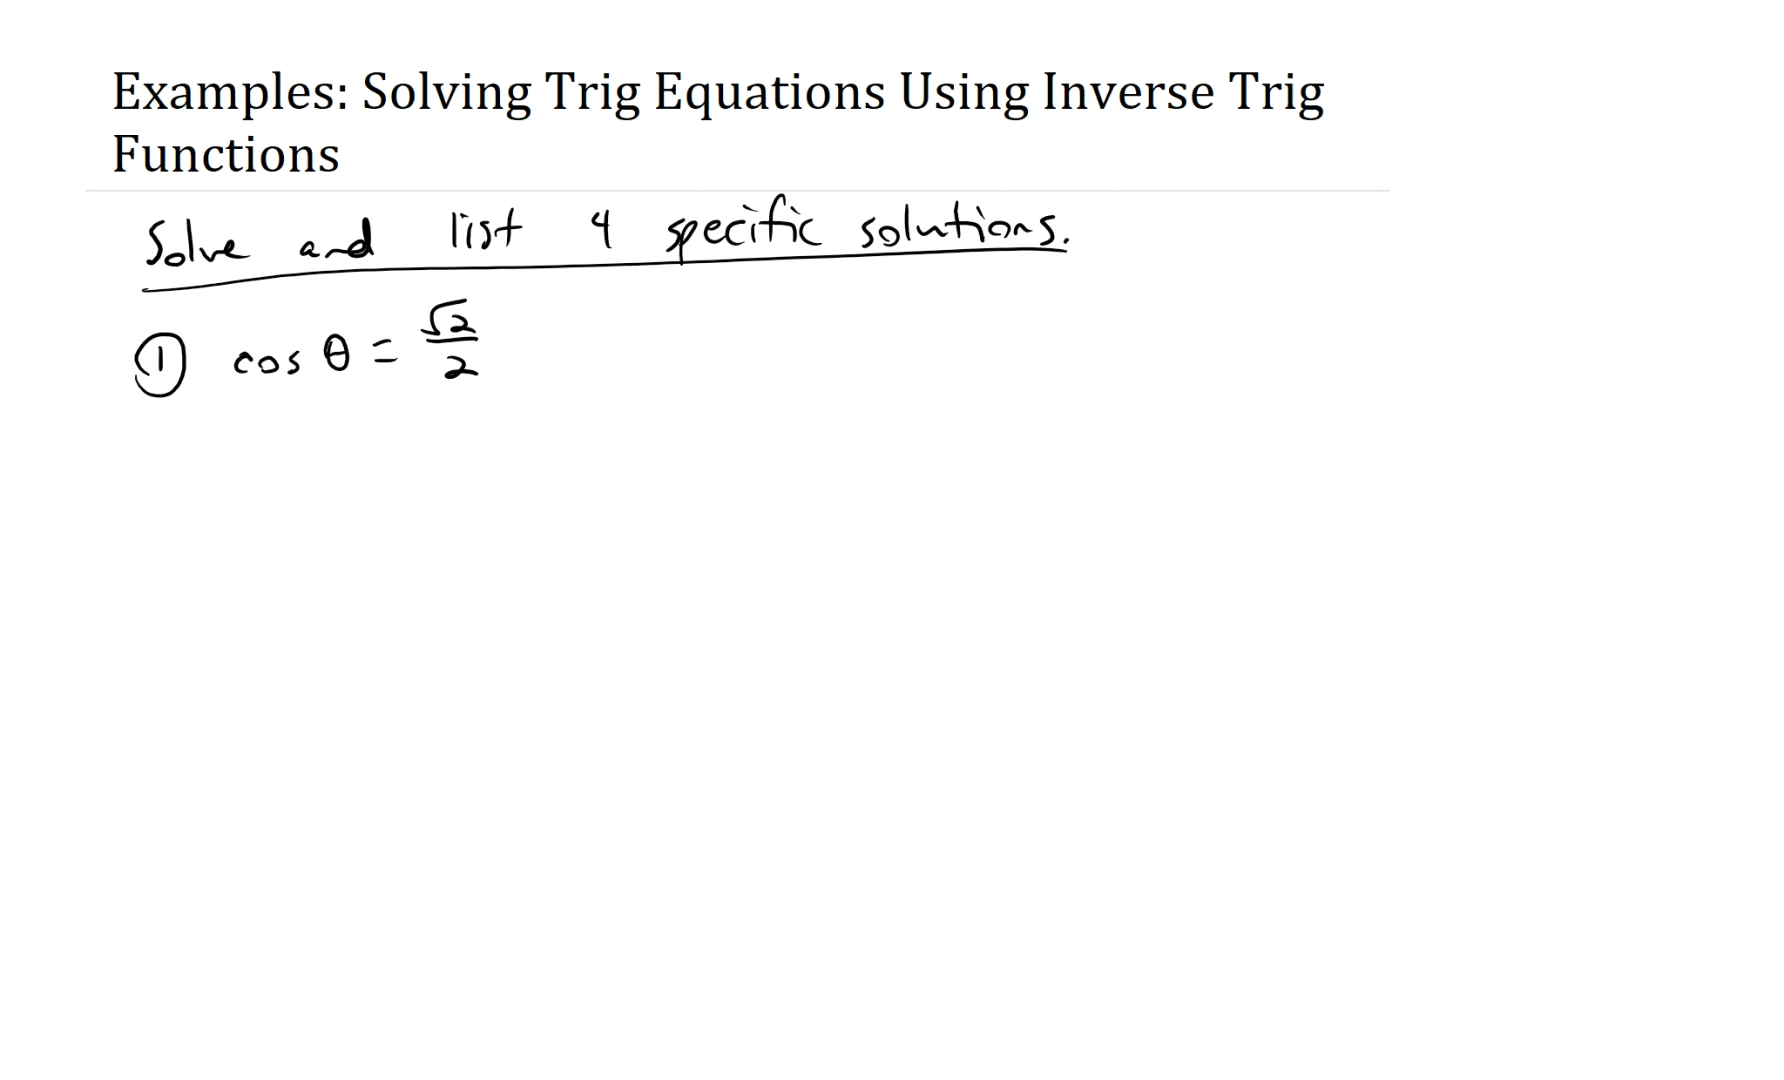 Examples: Solving Trig Equations Using Inverse Trig
Functions
Solve and list 4 specific solutions.
① cos θ = √2/2